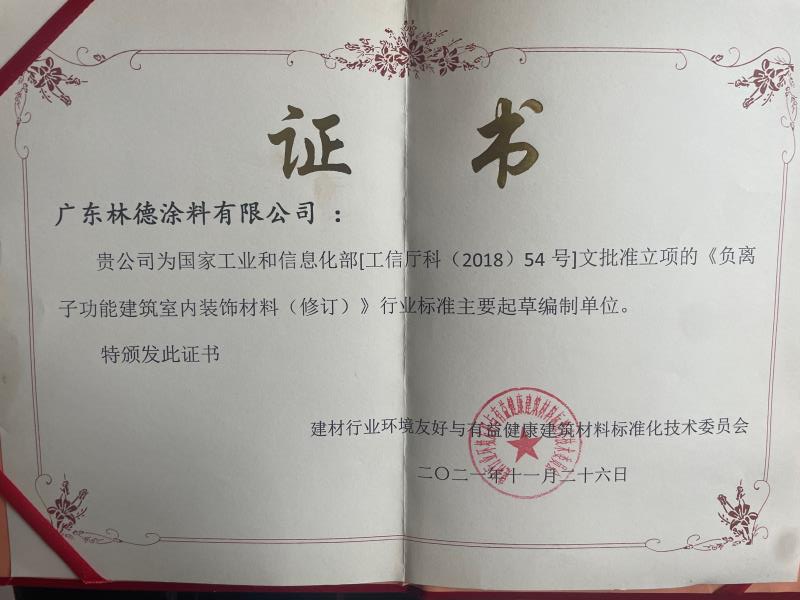 证书
广东林德涂料有限公司：
贵公司为国家工业和信息化部[工信厅科（2018）54 号]文批准立项的《负离
子功能建筑室内装饰材料（修订）》行业标准主要起草编制单位。
特颁发此证书
建材行业环境友好与有益健康建筑材料标准化技术委员会
二〇二一年十一月二十六日